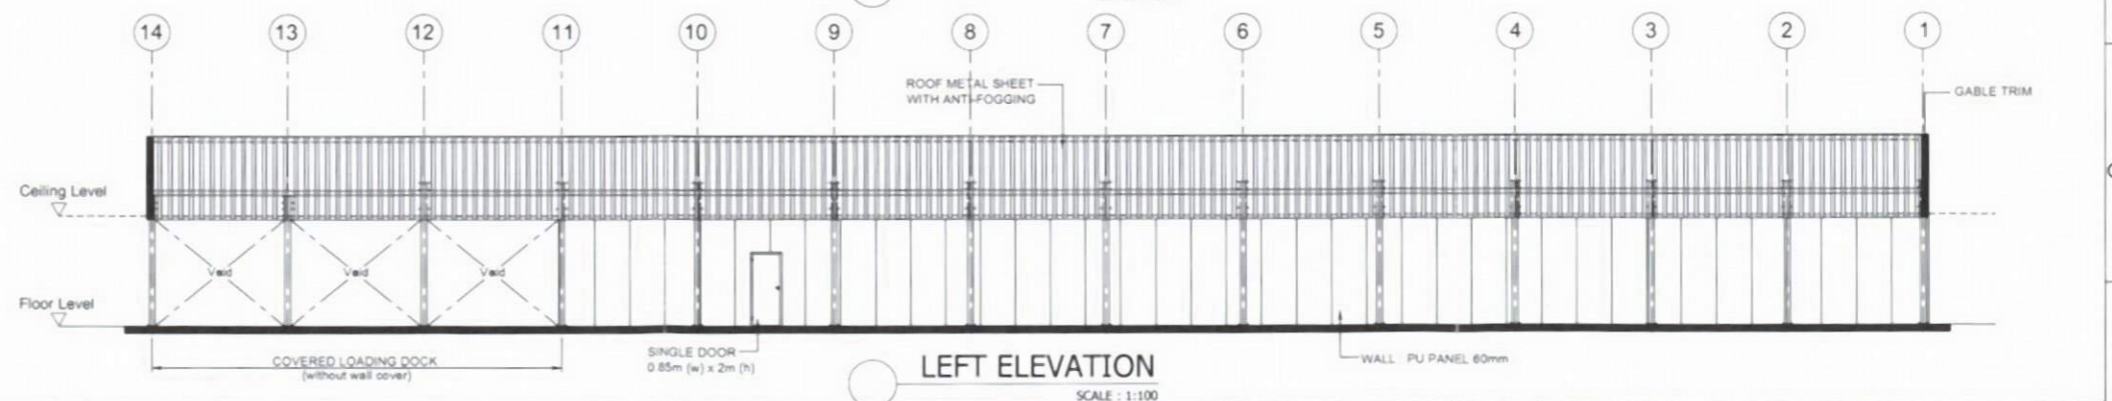 14 13 12 11 10 9 8 7 6 5 4 3 2 1
ROOF METAL SHEET
WITH ANTI-FOGGING
GABLE TRIM
Ceiling Level
Void Void Void
Floor Level
COVERED LOADING DOCK
(without wall cover)
SINGLE DOOR
0.85m (w) x 2m (h)
WALL : PU PANEL 60mm
LEFT ELEVATION
SCALE : 1:100